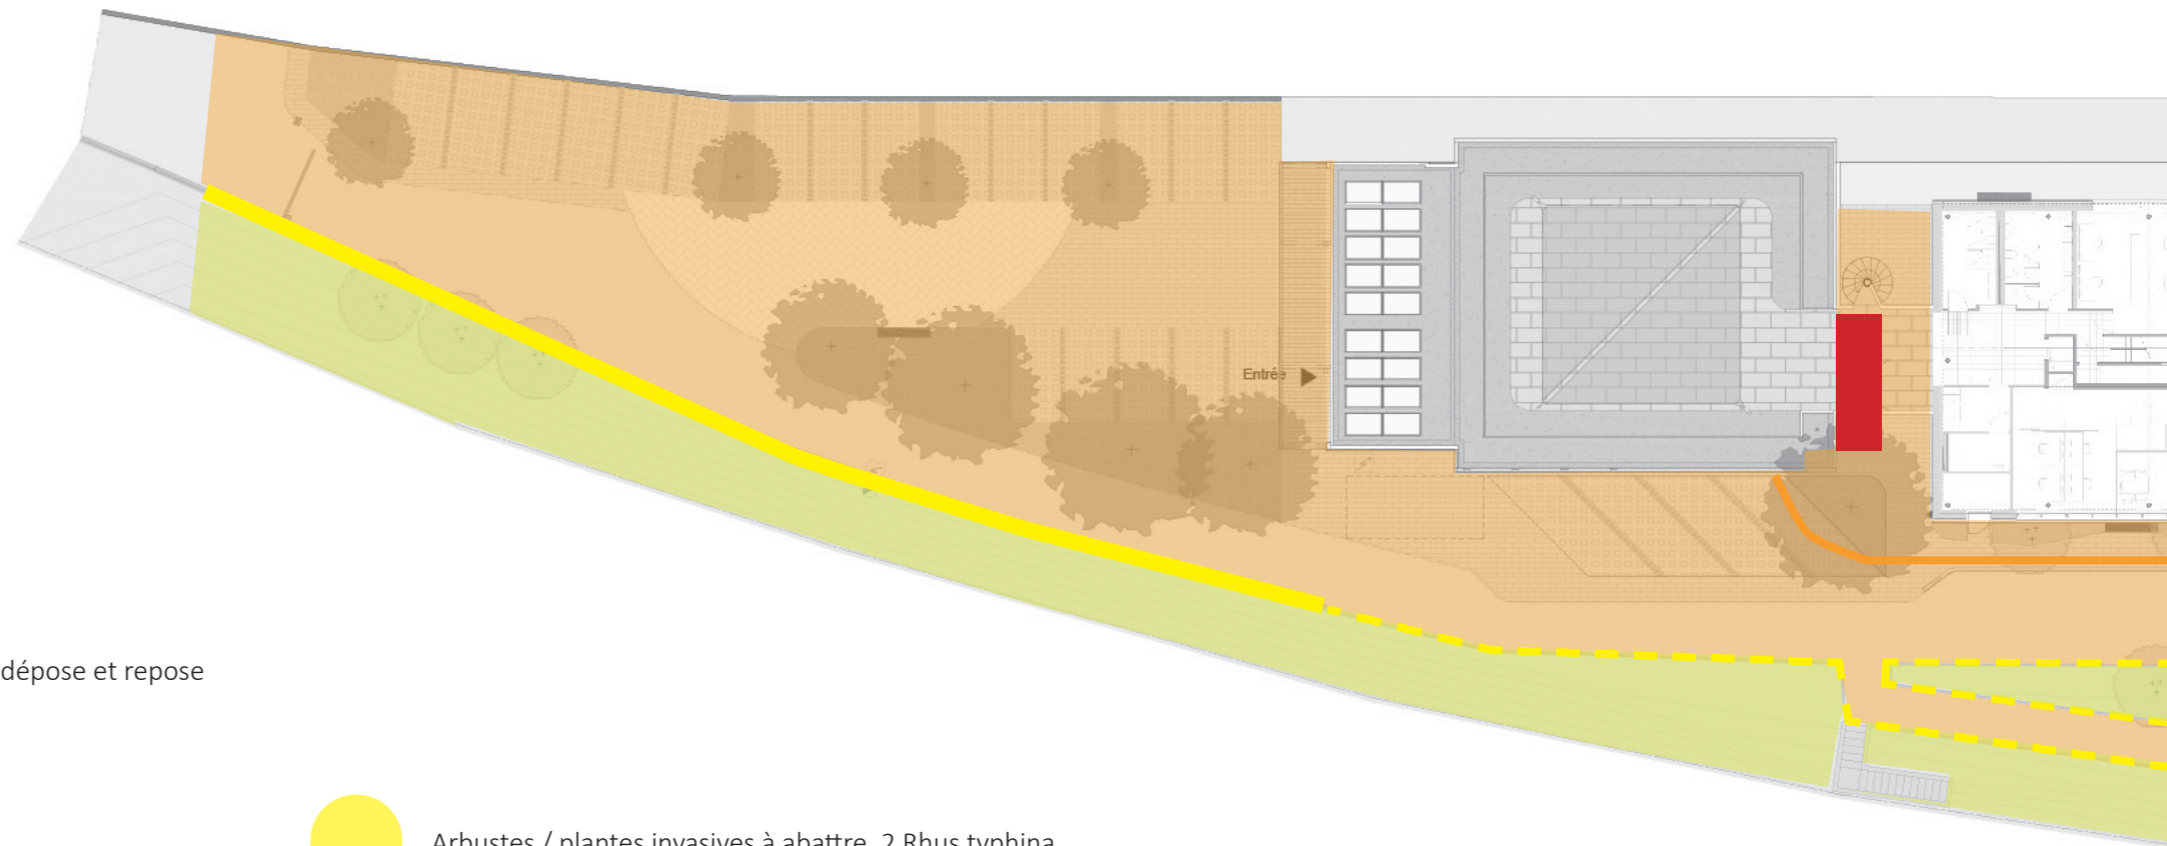 Entrée
dépose et repose
Arbustes / plantes invasives à abattre, 2 Rhus typhina